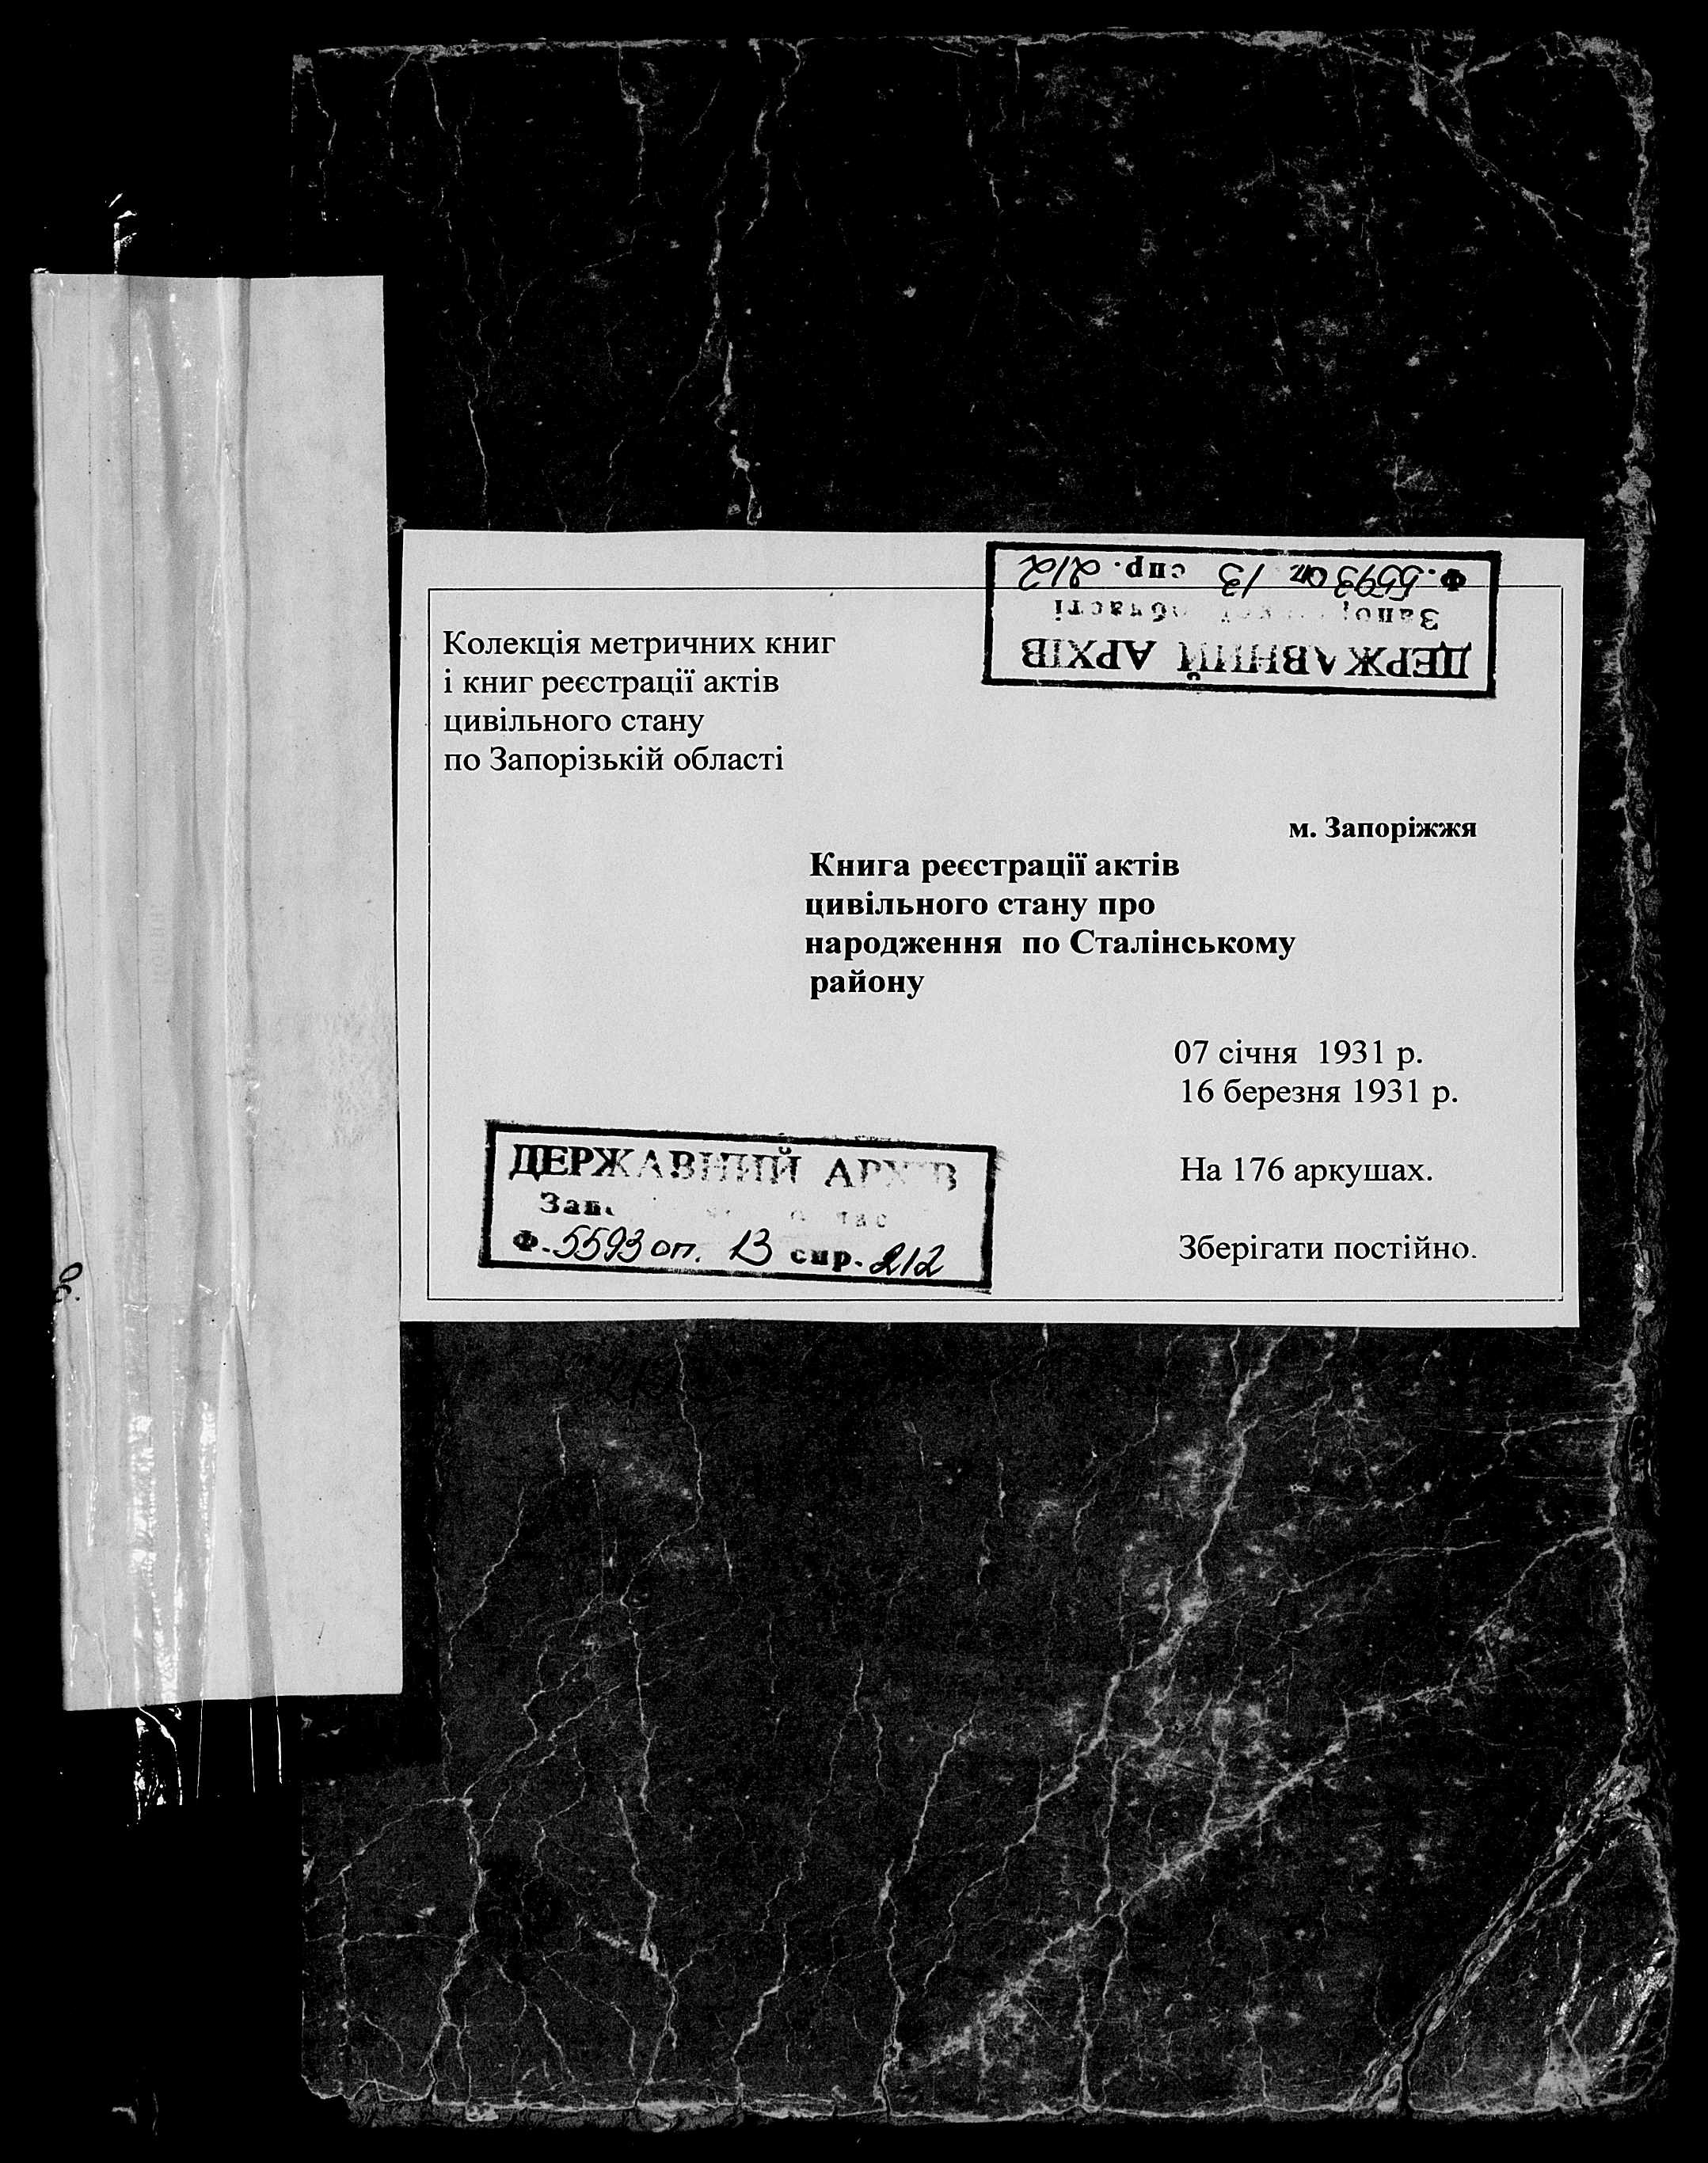 Ф. 5593 оп. 13 спр. 212
ДЕРЖАВНИЙ АРХІВ
Колекція метричних книг
і книг реєстрації актів
цивільного стану
по Запорізькій області
м. Запоріжжя
Книга реєстрації актів
цивільного стану про
народження по Сталінському
району
07 січня 1931 р.
16 березня 1931 р.
На 176 аркушах.
Зберігати постійно.
ДЕРЖАВНИЙ АРХІВ
Ф. 5593 оп. 13 спр. 212